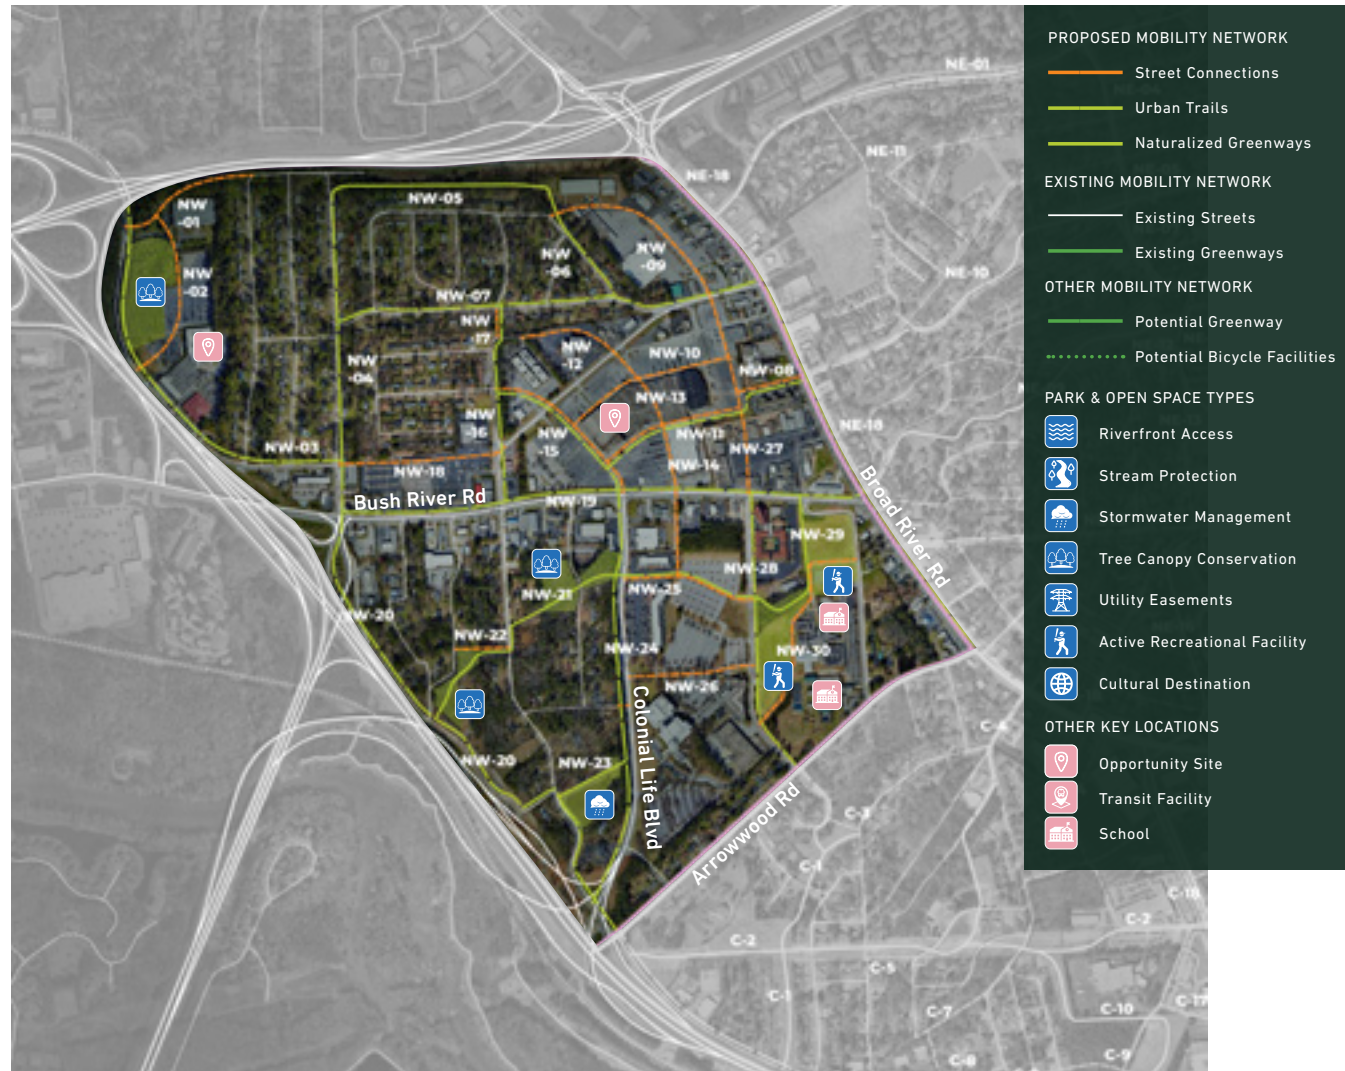 PROPOSED MOBILITY NETWORK
Street Connections
Urban Trails
Naturalized Greenways
EXISTING MOBILITY NETWORK
Existing Streets
Existing Greenways
OTHER MOBILITY NETWORK
Potential Greenway
Potential Bicycle Facilities
PARK & OPEN SPACE TYPES
Riverfront Access
Stream Protection
Stormwater Management
Tree Canopy Conservation
Utility Easements
Active Recreational Facility
Cultural Destination
OTHER KEY LOCATIONS
Opportunity Site
Transit Facility
School
NE-01
NE-11
NE-18
NE-10
NW
-01
NW-05
NW
-06
NW
-09
NW
-02
NW-07
NW
-17
NW
-04
NW
-12
NW-10
NW-08
NW-13
NW
-16
NW
-15
NW-11
NE-18
NW-03
NW-18
NW-14
NW-27
Bush River Rd
NW-19
Broad River Rd
NW-29
NW-28
NW-21
NW-25
NW-20
NW-22
NW-24
NW-30
NW-26
Colonial Life Blvd
NW-20
NW-23
Arrowwood Rd
C-4
C-3
C-1
C-18
C-2
C-2
C-5
C-1
C-7
C-10
C-17
C-8
C-9